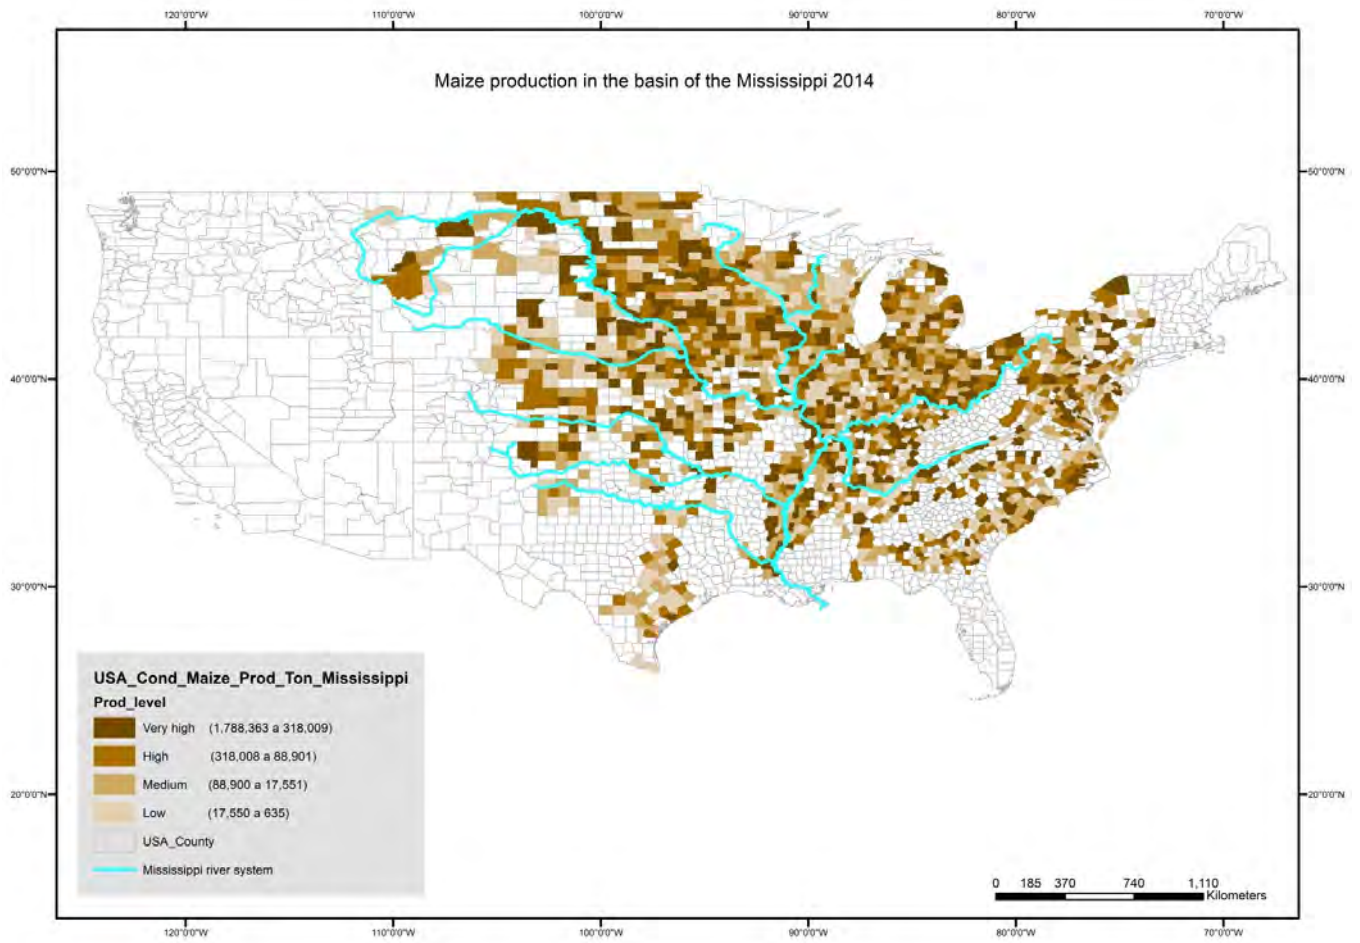 120°0'0"W 110°0'0"W 100°0'0"W 90°0'0"W 80°0'0"W 70°0'0"W
Maize production in the basin of the Mississippi 2014
50°0'0"N 50°0'0"N
40°0'0"N 40°0'0"N
30°0'0"N 30°0'0"N
USA_Cond_Maize_Prod_Ton_Mississippi
Prod_level
Very high (1.788,363 a 318,009)
High (318,008 a 88,901)
Medium (88,900 a 17,551)
20°0'0"N 20°0'0"N
Low (17,550 a 635)
USA_County
Mississippi river system
0 185 370 740 1,110
Kilometers
120°0'0"W 110°0'0"W 100°0'0"W 90°0'0"W 80°0'0"W 70°0'0"W